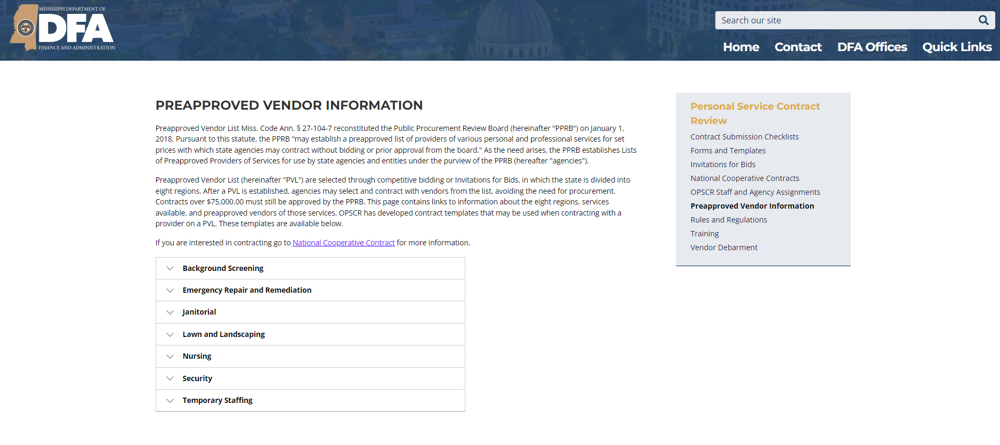 MISSISSIPPI DEPARTMENT OF
DFA
FINANCE AND ADMINISTRATION
Search our site
Home Contact DFA Offices Quick Links
PREAPPROVED VENDOR INFORMATION
Preapproved Vendor List Miss. Code Ann. § 27-104-7 reconstituted the Public Procurement Review Board (hereinafter "PPRB") on January 1,
2018. Pursuant to this statute, the PPRB "may establish a preapproved list of providers of various personal and professional services for set
prices with which state agencies may contract without bidding or prior approval from the board." As the need arises, the PPRB establishes Lists
of Preapproved Providers of Services for use by state agencies and entities under the purview of the PPRB (hereafter "agencies").
Preapproved Vendor List (hereinafter "PVL") are selected through competitive bidding or Invitations for Bids, in which the state is divided into
eight regions. After a PVL is established, agencies may select and contract with vendors from the list, avoiding the need for procurement.
Contracts over $75,000.00 must still be approved by the PPRB. This page contains links to information about the eight regions, services
available, and preapproved vendors of those services. OPSCR has developed contract templates that may be used when contracting with a
provider on a PVL. These templates are available below.
If you are interested in contracting go to National Cooperative Contract for more information.
Background Screening
Emergency Repair and Remediation
Janitorial
Lawn and Landscaping
Nursing
Security
Temporary Staffing
Personal Service Contract
Review
Contract Submission Checklists
Forms and Templates
Invitations for Bids
National Cooperative Contracts
OPSCR Staff and Agency Assignments
Preapproved Vendor Information
Rules and Regulations
Training
Vendor Debarment